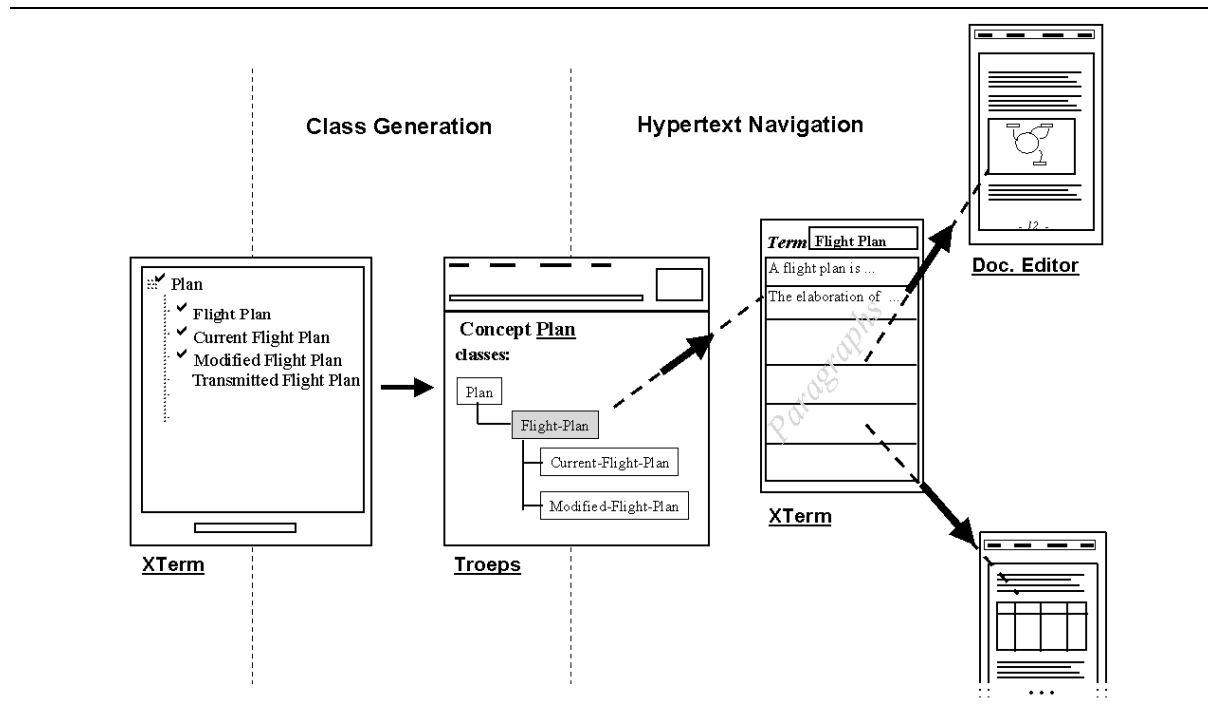 Class Generation
Hypertext Navigation
Plan
Flight Plan
Current Flight Plan
Modified Flight Plan
Transmitted Flight Plan
XTerm
Concept Plan
classes:
Plan
Flight-Plan
Current-Flight-Plan
Modified-Flight-Plan
Troeps
Term Flight Plan
A flight plan is ...
The elaboration of ...
Paragraphs
XTerm
- 12 -
Doc. Editor
• • •